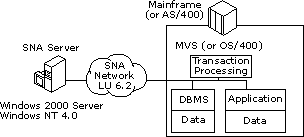 Mainframe
(or AS/400)
SNA Server
MVS (or OS/400)
SNA
Network
LU 6.2
Transaction
Processing
DBMS
Application
Data
Data
Windows 2000 Server
Windows NT 4.0